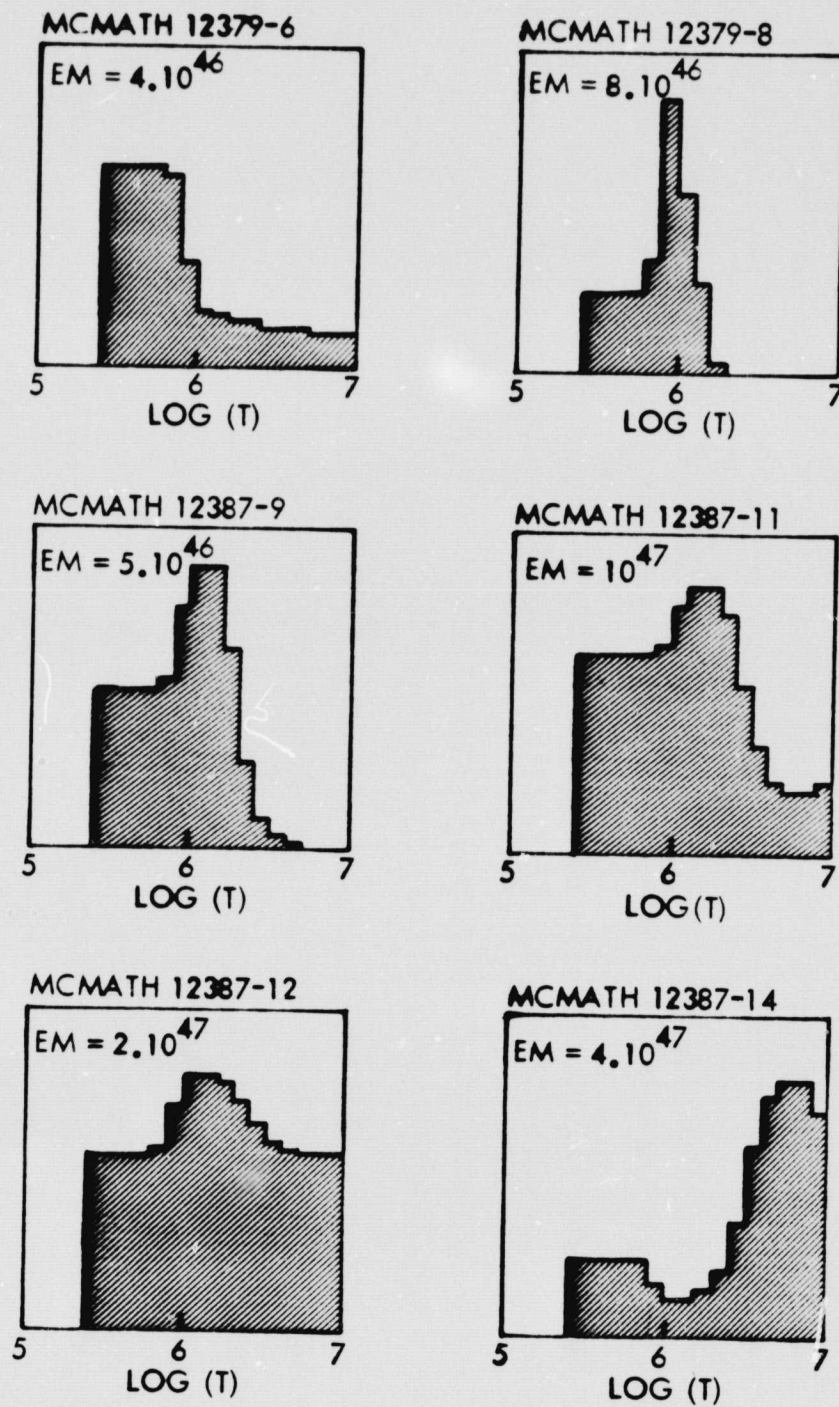 MCMATH 12379-6
EM = 4.10^46
5 6 7
LOG (T)
MCMATH 12379-8
EM = 8.10^46
5 6 7
LOG (T)
MCMATH 12387-9
EM = 5.10^46
5 6 7
LOG (T)
MCMATH 12387-11
EM = 10^47
5 6 7
LOG(T)
MCMATH 12387-12
EM = 2.10^47
5 6 7
LOG (T)
MCMATH 12387-14
EM = 4.10^47
5 6 7
LOG (T)